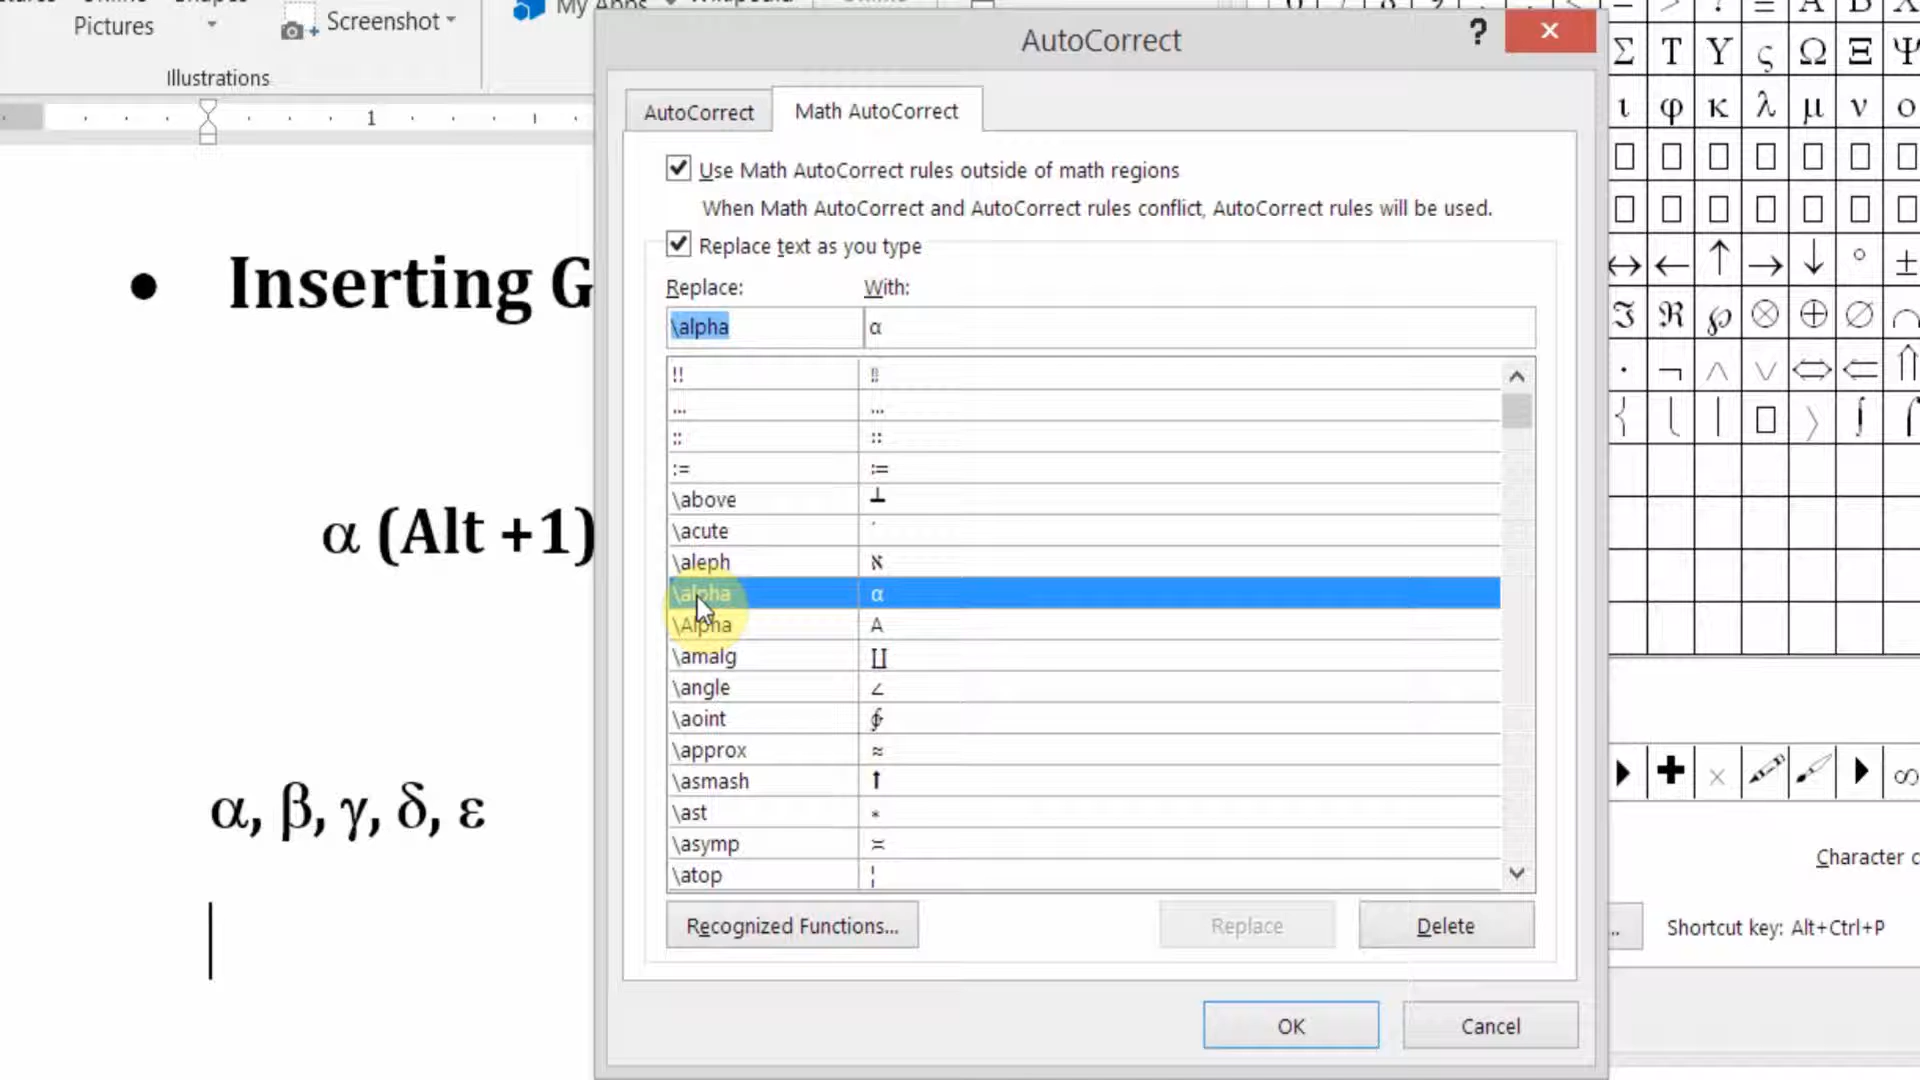 Pictures
Screenshot
My Apps
Illustrations
1
AutoCorrect
AutoCorrect
Math AutoCorrect
Use Math AutoCorrect rules outside of math regions
When Math AutoCorrect and AutoCorrect rules conflict, AutoCorrect rules will be used.
Replace text as you type
Replace:
With:
\alpha α
!! ‼
... …
:: ∷
:= ≔
\above ┴
\acute ´
\aleph ℵ
\alpha α
\Alpha Α
\amalg ∐
\angle ∠
\aoint ∳
\approx ≈
\asmash ⬆
\ast ∗
\asymp ≍
\atop ¦
Recognized Functions...
Replace
Delete
OK
Cancel
• Inserting G
α (Alt +1)
α, β, γ, δ, ε
Σ Τ Υ ς Ω Ξ Ψ
ι φ κ λ μ ν ο
↔ ← ↑ → ↓ ° ±
ℑ ℜ ℘ ⊗ ⊕ ∅
· ¬ ∧ ∨ ⇔ ⇐ ⇑
Character c
Shortcut key: Alt+Ctrl+P